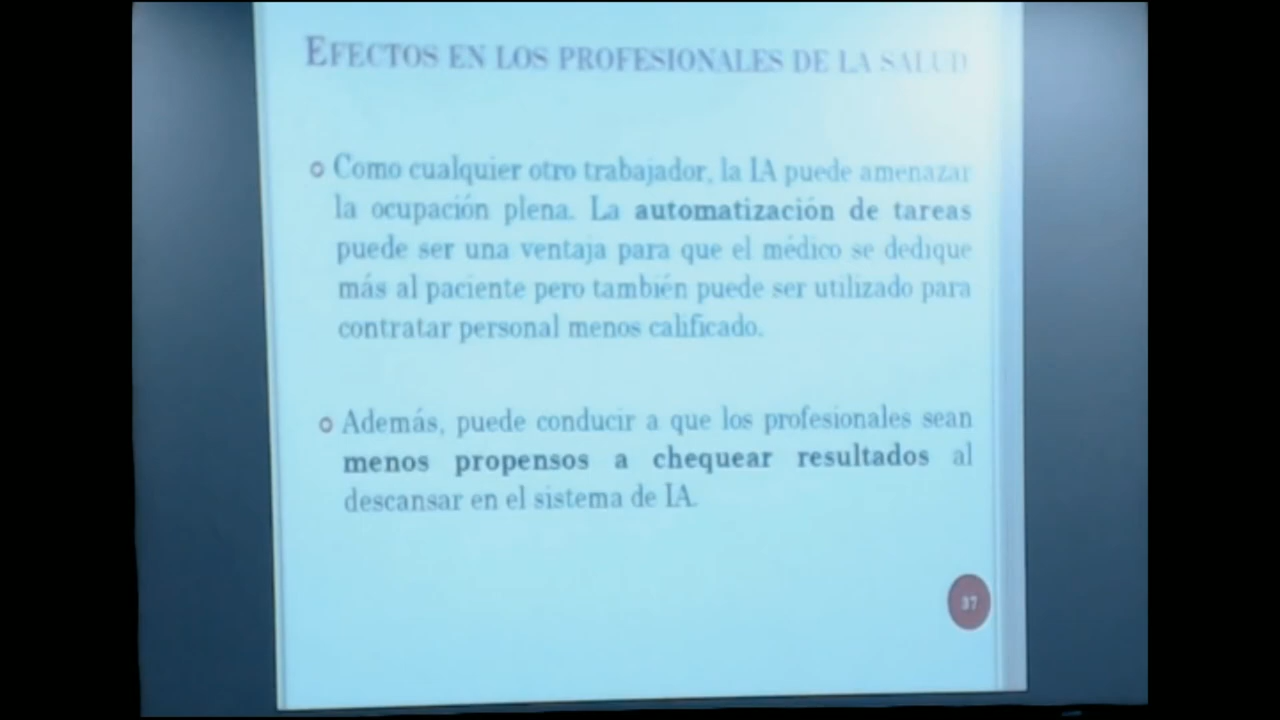 EFECTOS EN LOS PROFESIONALES DE LA SALUD
Como cualquier otro trabajador, la IA puede amenazar
la ocupación plena. La automatización de tareas
puede ser una ventaja para que el médico se dedique
más al paciente pero también puede ser utilizado para
contratar personal menos calificado.
Además, puede conducir a que los profesionales sean
menos propensos a chequear resultados al
descansar en el sistema de IA.
37